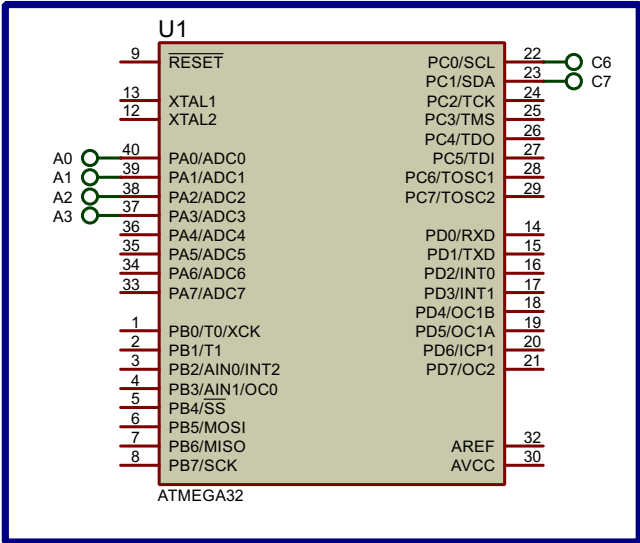 U1
9 RESET
13 XTAL1
12 XTAL2
A0 40 PA0/ADC0
A1 39 PA1/ADC1
A2 38 PA2/ADC2
A3 37 PA3/ADC3
36 PA4/ADC4
35 PA5/ADC5
34 PA6/ADC6
33 PA7/ADC7
1 PB0/T0/XCK
2 PB1/T1
3 PB2/AIN0/INT2
4 PB3/AIN1/OC0
5 PB4/SS
6 PB5/MOSI
7 PB6/MISO
8 PB7/SCK
PC0/SCL 22 C6
PC1/SDA 23 C7
PC2/TCK 24
PC3/TMS 25
PC4/TDO 26
PC5/TDI 27
PC6/TOSC1 28
PC7/TOSC2 29
PD0/RXD 14
PD1/TXD 15
PD2/INT0 16
PD3/INT1 17
PD4/OC1B 18
PD5/OC1A 19
PD6/ICP1 20
PD7/OC2 21
AREF 32
AVCC 30
ATMEGA32